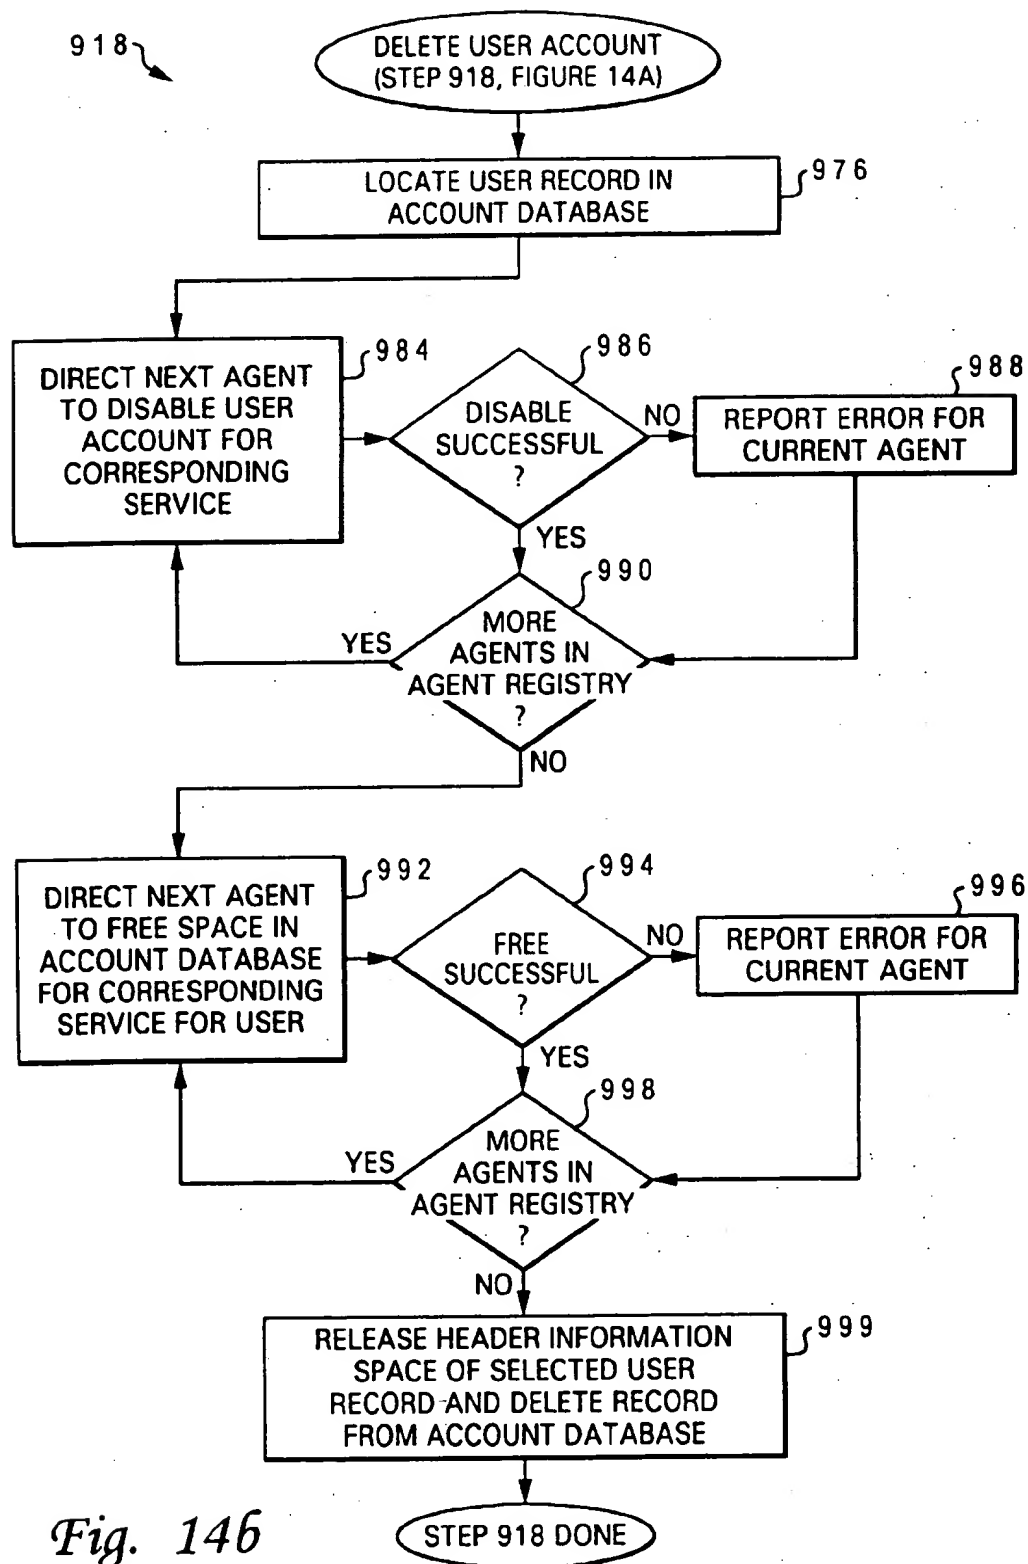 918
DELETE USER ACCOUNT
(STEP 918, FIGURE 14A)
LOCATE USER RECORD IN
ACCOUNT DATABASE
976
DIRECT NEXT AGENT
TO DISABLE USER
ACCOUNT FOR
CORRESPONDING
SERVICE
984
DISABLE
SUCCESSFUL
?
986
NO
REPORT ERROR FOR
CURRENT AGENT
988
YES
MORE
AGENTS IN
AGENT REGISTRY
?
990
YES
NO
DIRECT NEXT AGENT
TO FREE SPACE IN
ACCOUNT DATABASE
FOR CORRESPONDING
SERVICE FOR USER
992
FREE
SUCCESSFUL
?
994
NO
REPORT ERROR FOR
CURRENT AGENT
996
YES
MORE
AGENTS IN
AGENT REGISTRY
?
998
YES
NO
RELEASE HEADER INFORMATION
SPACE OF SELECTED USER
RECORD AND DELETE RECORD
FROM ACCOUNT DATABASE
999
STEP 918 DONE
Fig. 14b